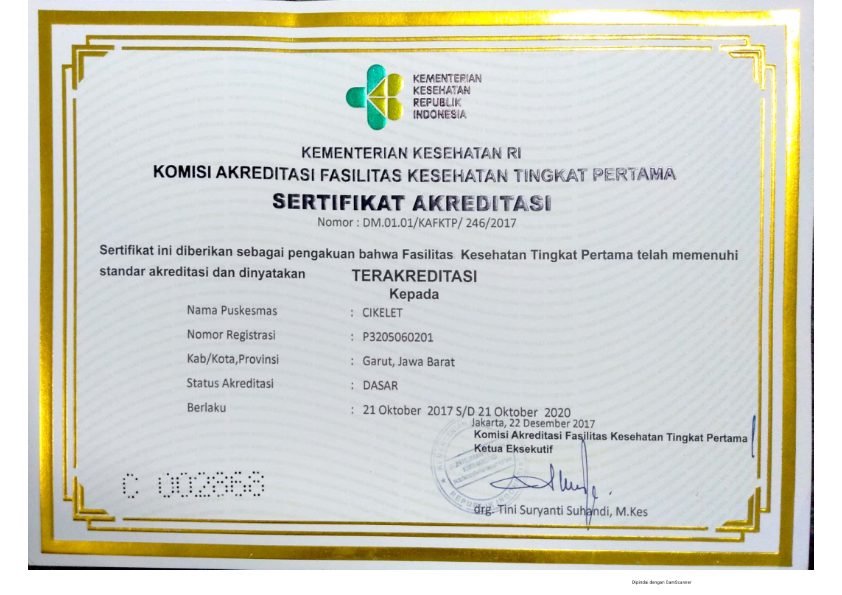 KEMENTERIAN
KESEHATAN
REPUBLIK
INDONESIA
KEMENTERIAN KESEHATAN RI
KOMISI AKREDITASI FASILITAS KESEHATAN TINGKAT PERTAMA
SERTIFIKAT AKREDITASI
Nomor : DM.01.01/KAFKTP/ 246/2017
Sertifikat ini diberikan sebagai pengakuan bahwa Fasilitas Kesehatan Tingkat Pertama telah memenuhi
standar akreditasi dan dinyatakan TERAKREDITASI
Kepada
Nama Puskesmas : CIKELET
Nomor Registrasi : P3205060201
Kab/Kota,Provinsi : Garut, Jawa Barat
Status Akreditasi : DASAR
Berlaku : 21 Oktober 2017 S/D 21 Oktober 2020
Jakarta, 22 Desember 2017
Komisi Akreditasi Fasilitas Kesehatan Tingkat Pertama
Ketua Eksekutif
C 002868
drg. Tini Suryanti Suhandi, M.Kes
Dipindai dengan CamScanner